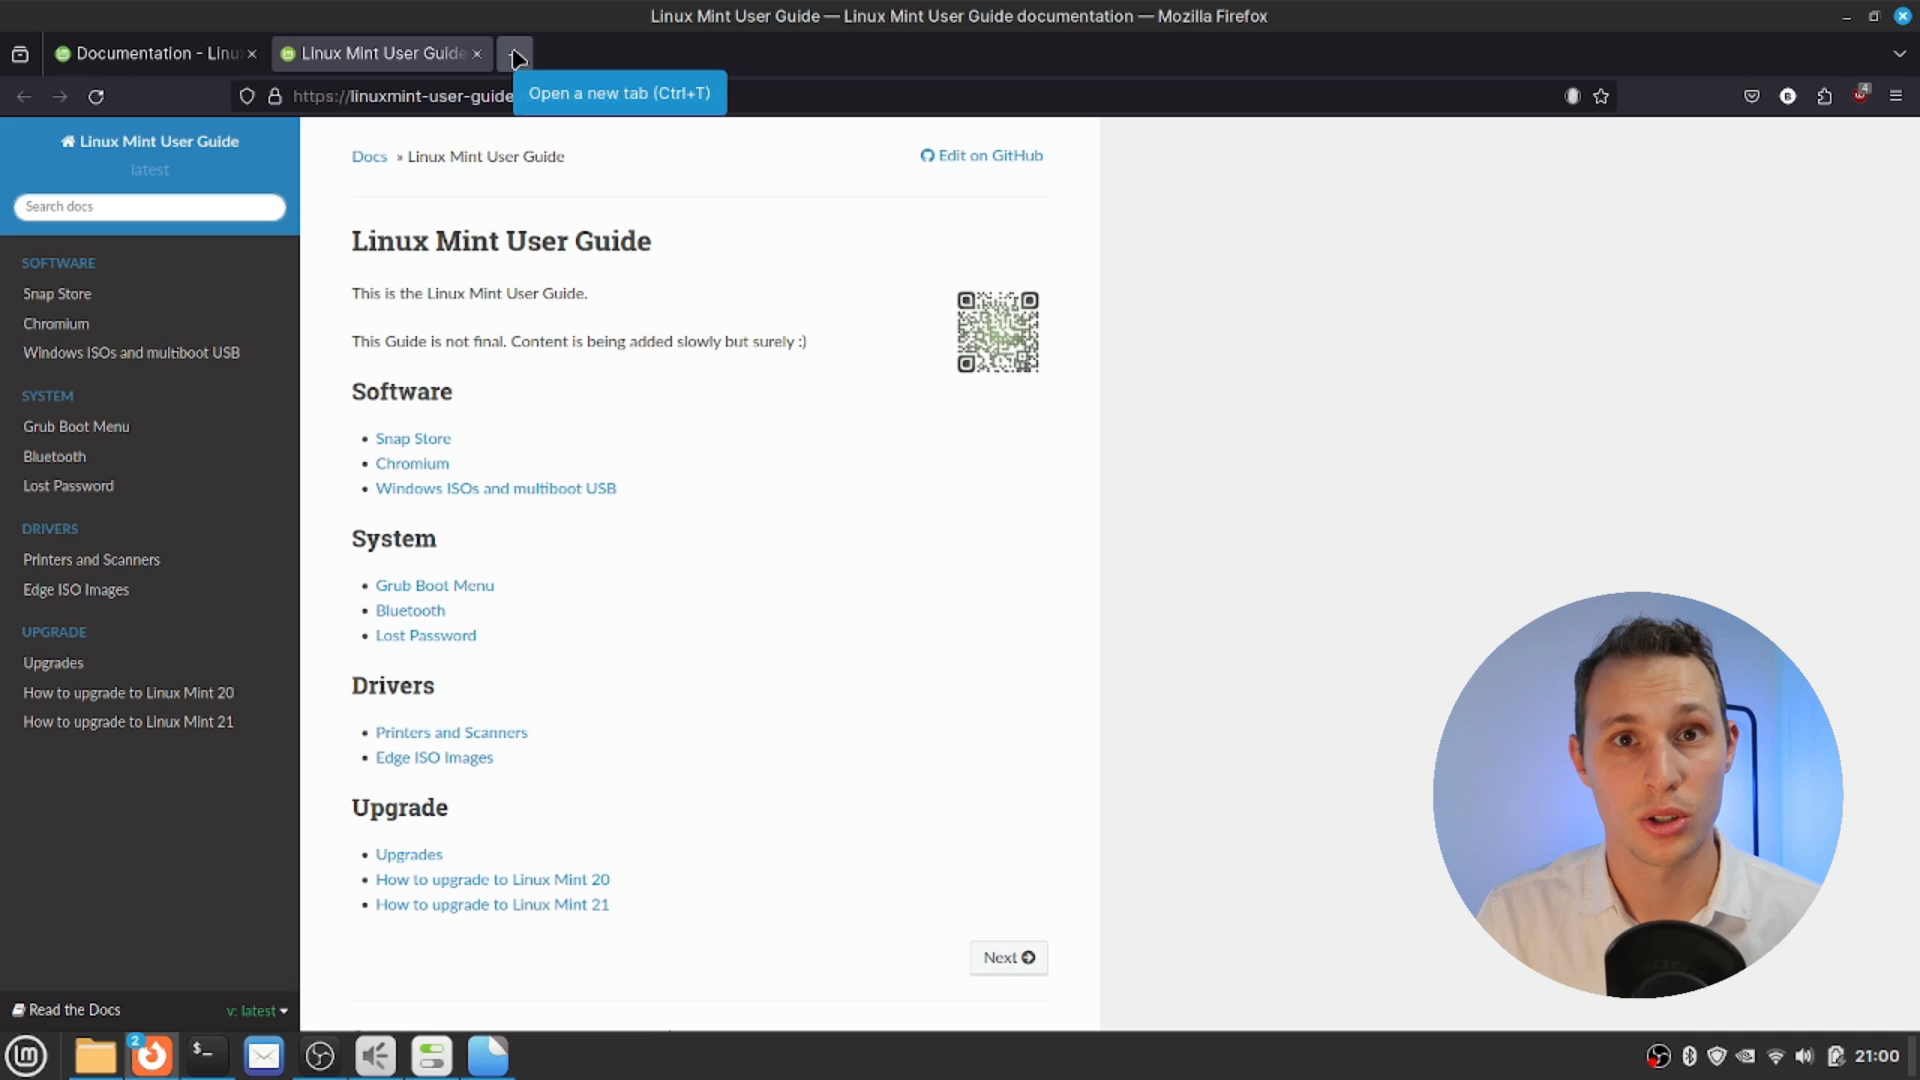 Linux Mint User Guide — Linux Mint User Guide documentation — Mozilla Firefox
Documentation - Linu
Linux Mint User Guide
Open a new tab (Ctrl+T)
https://linuxmint-user-guide
4
Linux Mint User Guide
latest
Search docs
SOFTWARE
Snap Store
Chromium
Windows ISOs and multiboot USB
SYSTEM
Grub Boot Menu
Bluetooth
Lost Password
DRIVERS
Printers and Scanners
Edge ISO Images
UPGRADE
Upgrades
How to upgrade to Linux Mint 20
How to upgrade to Linux Mint 21
Read the Docs
v: latest
Docs » Linux Mint User Guide
Edit on GitHub
Linux Mint User Guide
This is the Linux Mint User Guide.
This Guide is not final. Content is being added slowly but surely :)
Software
• Snap Store
• Chromium
• Windows ISOs and multiboot USB
System
• Grub Boot Menu
• Bluetooth
• Lost Password
Drivers
• Printers and Scanners
• Edge ISO Images
Upgrade
• Upgrades
• How to upgrade to Linux Mint 20
• How to upgrade to Linux Mint 21
Next
2
$_
21:00